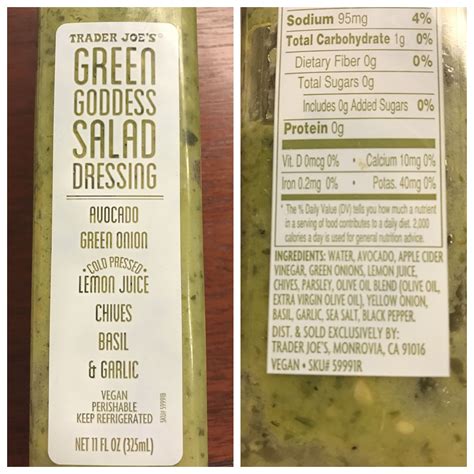 TRADER JOE'S®
GREEN
GODDESS
SALAD
DRESSING
AVOCADO
GREEN ONION
COLD PRESSED
LEMON JUICE
CHIVES
BASIL
& GARLIC
VEGAN
PERISHABLE
KEEP REFRIGERATED
NET 11 FL OZ (325mL)
SKU# 59991B
Sodium 95mg 4%
Total Carbohydrate 1g 0%
Dietary Fiber 0g 0%
Total Sugars 0g
Includes 0g Added Sugars 0%
Protein 0g
Vit. D 0mcg 0% • Calcium 10mg 0%
Iron 0.2mg 0% • Potas. 40mg 0%
* The % Daily Value (DV) tells you how much a nutrient
in a serving of food contributes to a daily diet. 2,000
calories a day is used for general nutrition advice.
INGREDIENTS: WATER, AVOCADO, APPLE CIDER
VINEGAR, GREEN ONIONS, LEMON JUICE,
CHIVES, PARSLEY, OLIVE OIL BLEND (OLIVE OIL,
EXTRA VIRGIN OLIVE OIL), YELLOW ONION,
BASIL, GARLIC, SEA SALT, BLACK PEPPER.
DIST. & SOLD EXCLUSIVELY BY:
TRADER JOE'S, MONROVIA, CA 91016
VEGAN • SKU# 59991R